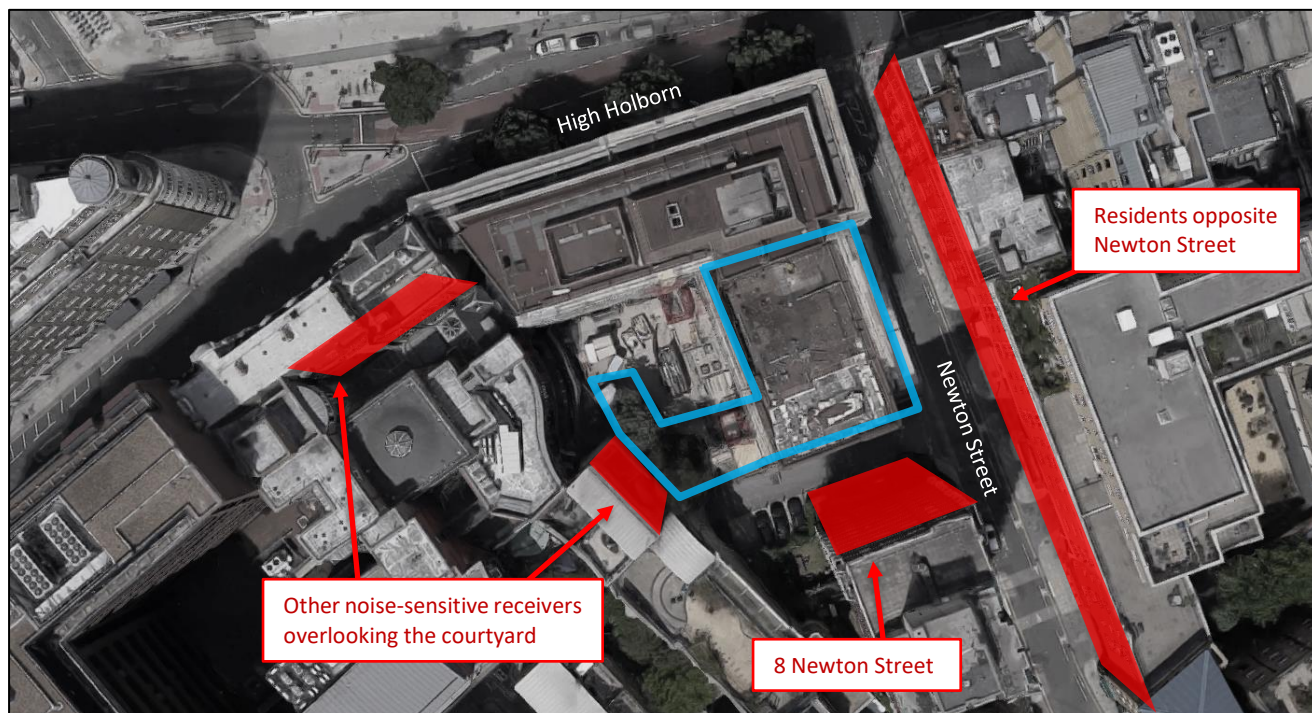 High Holborn
Residents opposite
Newton Street
Newton Street
Other noise-sensitive receivers
overlooking the courtyard
8 Newton Street